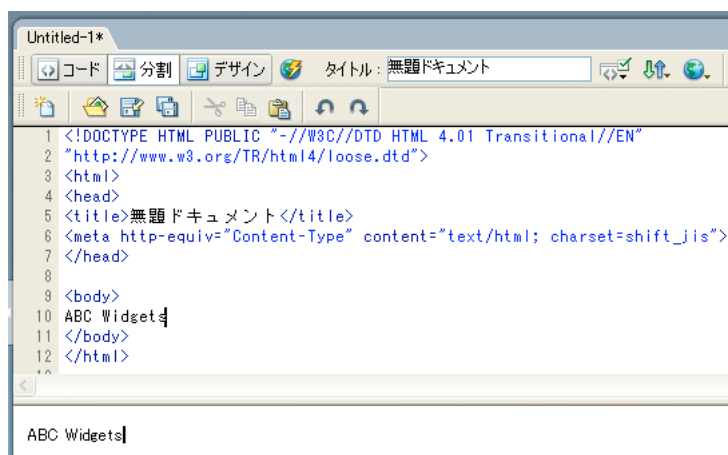 Untitled-1*
コード 分割 デザイン タイトル: 無題ドキュメント
1 <!DOCTYPE HTML PUBLIC "-//W3C//DTD HTML 4.01 Transitional//EN"
2 "http://www.w3.org/TR/html4/loose.dtd">
3 <html>
4 <head>
5 <title>無題ドキュメント</title>
6 <meta http-equiv="Content-Type" content="text/html; charset=shift_jis">
7 </head>
8
9 <body>
10 ABC Widgets
11 </body>
12 </html>
ABC Widgets